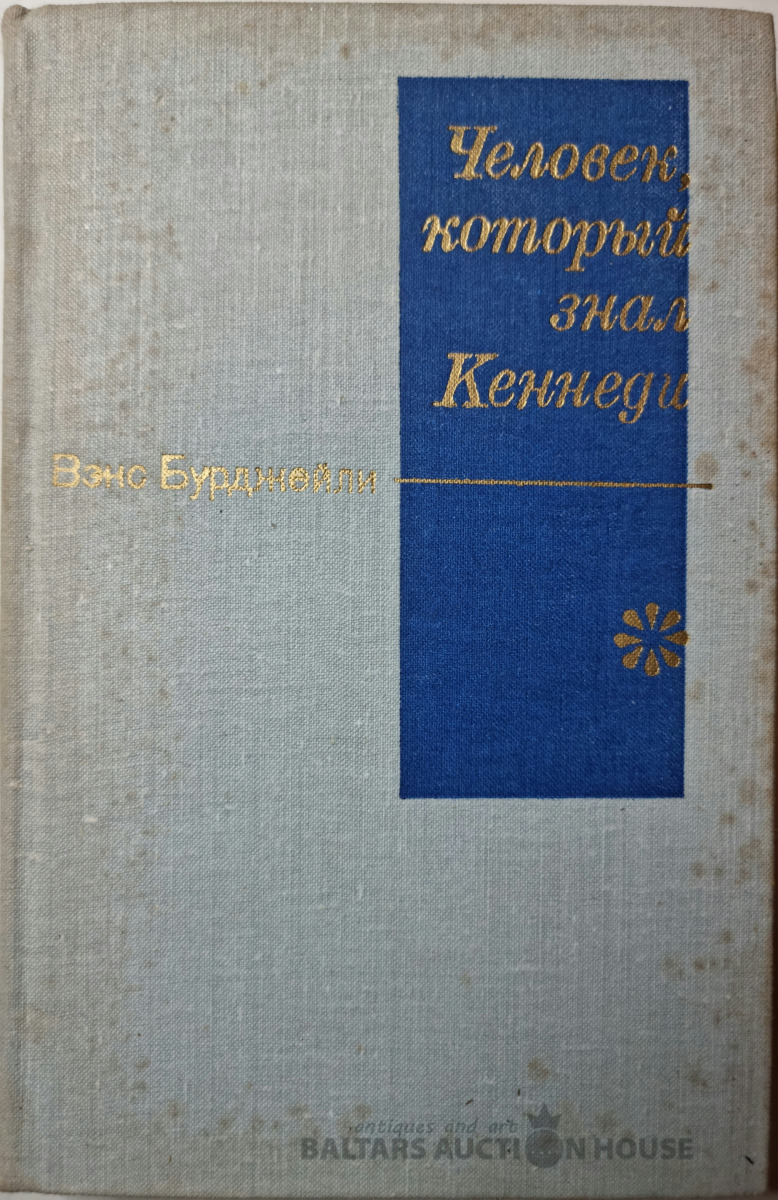 Человек,
который
знал
Кеннеди
Вэнс Бурджейли
antiques and art
BALTARS AUCTION HOUSE